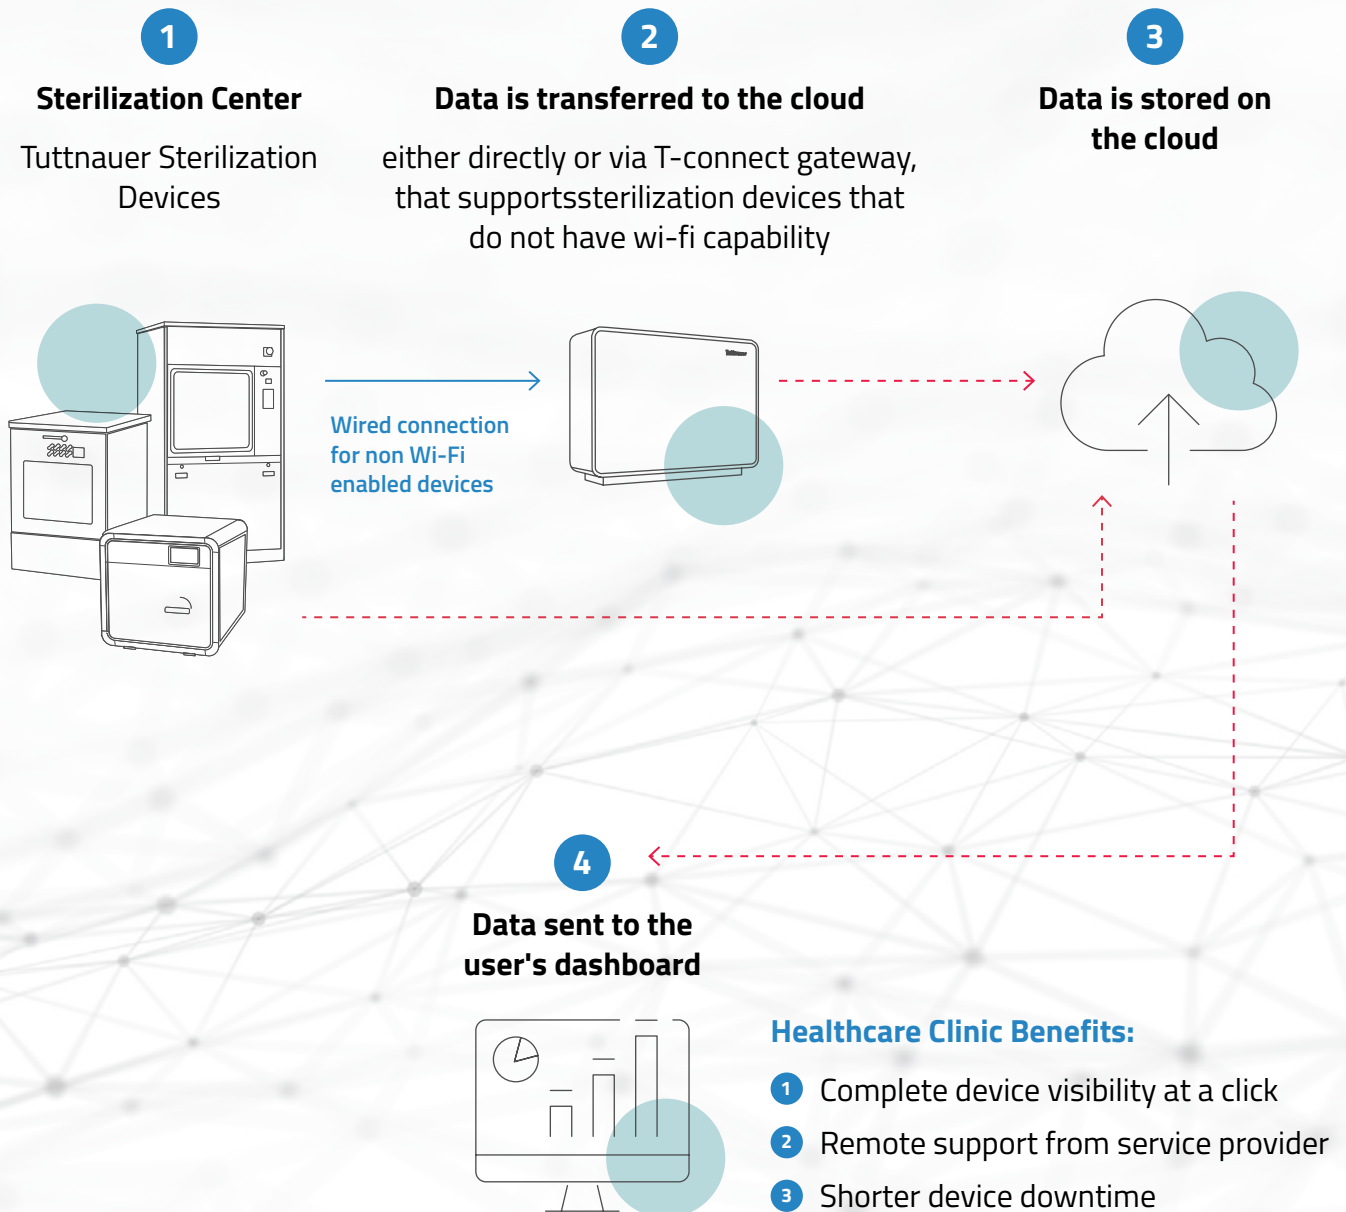 1
Sterilization Center
Tuttnauer Sterilization
Devices
2
Data is transferred to the cloud
either directly or via T-connect gateway,
that supportssterilization devices that
do not have wi-fi capability
3
Data is stored on
the cloud
Wired connection
for non Wi-Fi
enabled devices
Tuttnauer
4
Data sent to the
user's dashboard
Healthcare Clinic Benefits:
1 Complete device visibility at a click
2 Remote support from service provider
3 Shorter device downtime